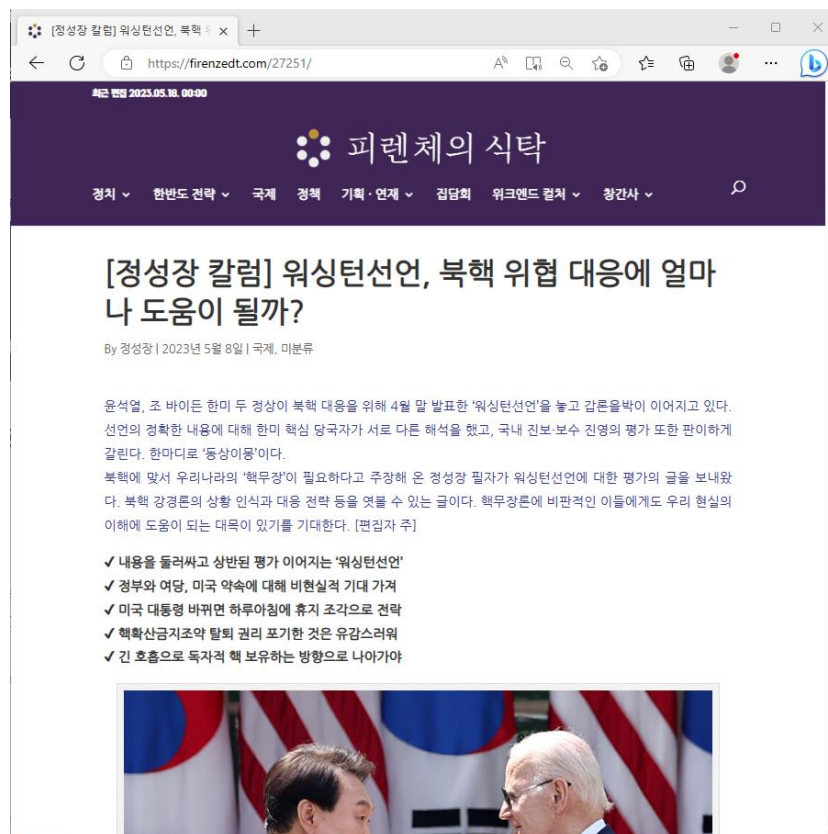 [정성장 칼럼] 워싱턴선언, 북핵
https://firenzedt.com/27251/
최근 편집 2023.05.18. 00:00
피렌체의 식탁
정치 한반도 전략 국제 정책 기획·연재 집담회 위크엔드 컬처 창간사
[정성장 칼럼] 워싱턴선언, 북핵 위협 대응에 얼마
나 도움이 될까?
By 정성장 | 2023년 5월 8일 | 국제, 미분류
윤석열, 조 바이든 한미 두 정상이 북핵 대응을 위해 4월 말 발표한 ‘워싱턴선언’을 놓고 갑론을박이 이어지고 있다.
선언의 정확한 내용에 대해 한미 핵심 당국자가 서로 다른 해석을 했고, 국내 진보·보수 진영의 평가 또한 판이하게
갈린다. 한마디로 ‘동상이몽’이다.
북핵에 맞서 우리나라의 ‘핵무장’이 필요하다고 주장해 온 정성장 필자가 워싱턴선언에 대한 평가의 글을 보내왔
다. 북핵 강경론의 상황 인식과 대응 전략 등을 엿볼 수 있는 글이다. 핵무장론에 비판적인 이들에게도 우리 현실의
이해에 도움이 되는 대목이 있기를 기대한다. [편집자 주]
✓ 내용을 둘러싸고 상반된 평가 이어지는 ‘워싱턴선언’
✓ 정부와 여당, 미국 약속에 대해 비현실적 기대 가져
✓ 미국 대통령 바뀌면 하루아침에 휴지 조각으로 전락
✓ 핵확산금지조약 탈퇴 권리 포기한 것은 유감스러워
✓ 긴 호흡으로 독자적 핵 보유하는 방향으로 나아가야